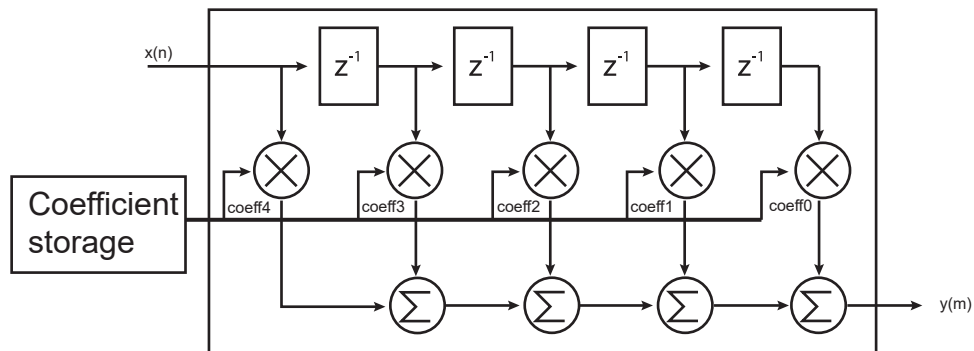 x(n)
z⁻¹ z⁻¹ z⁻¹ z⁻¹
Coefficient
storage
coeff4 coeff3 coeff2 coeff1 coeff0
Σ Σ Σ Σ
y(m)